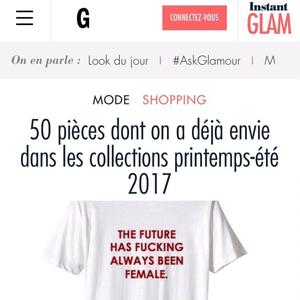 G
CONNECTEZ-VOUS
Instant
GLAM
On en parle : Look du jour | #AskGlamour | M
MODE SHOPPING
50 pièces dont on a déjà envie
dans les collections printemps-été
2017
THE FUTURE
HAS FUCKING
ALWAYS BEEN
FEMALE.